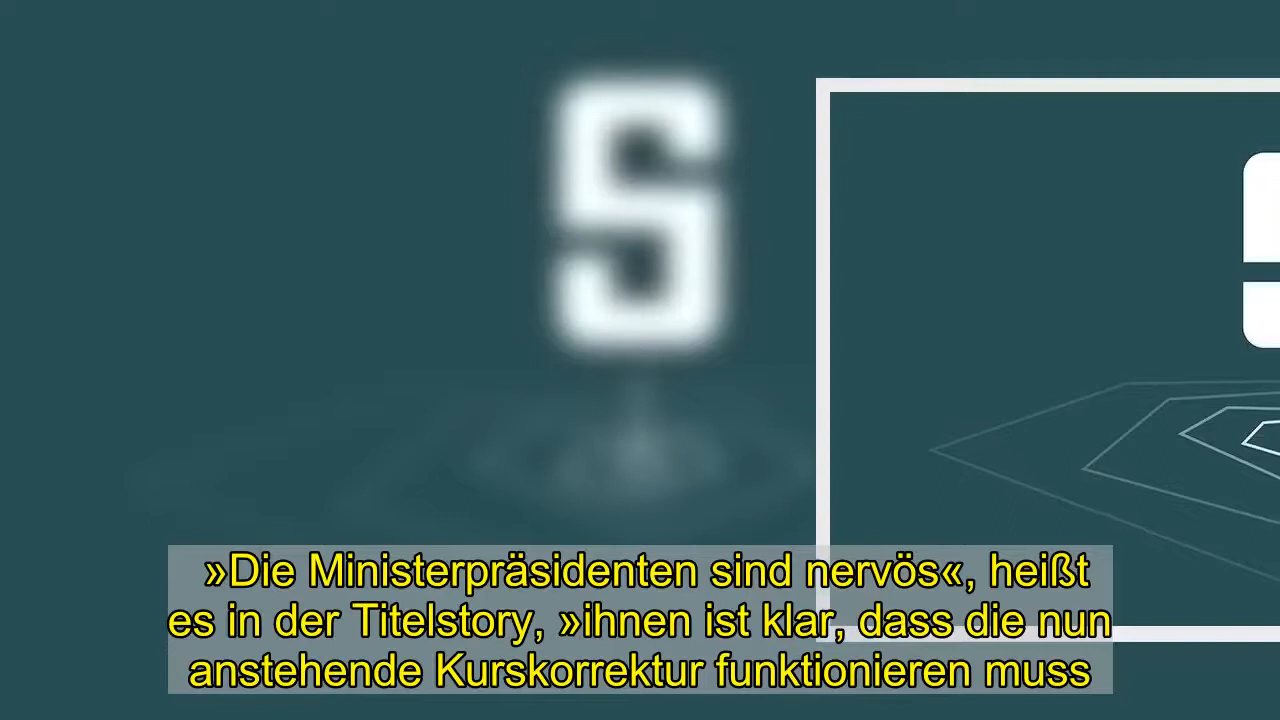 S
»Die Ministerpräsidenten sind nervös«, heißt
es in der Titelstory, »ihnen ist klar, dass die nun
anstehende Kurskorrektur funktionieren muss